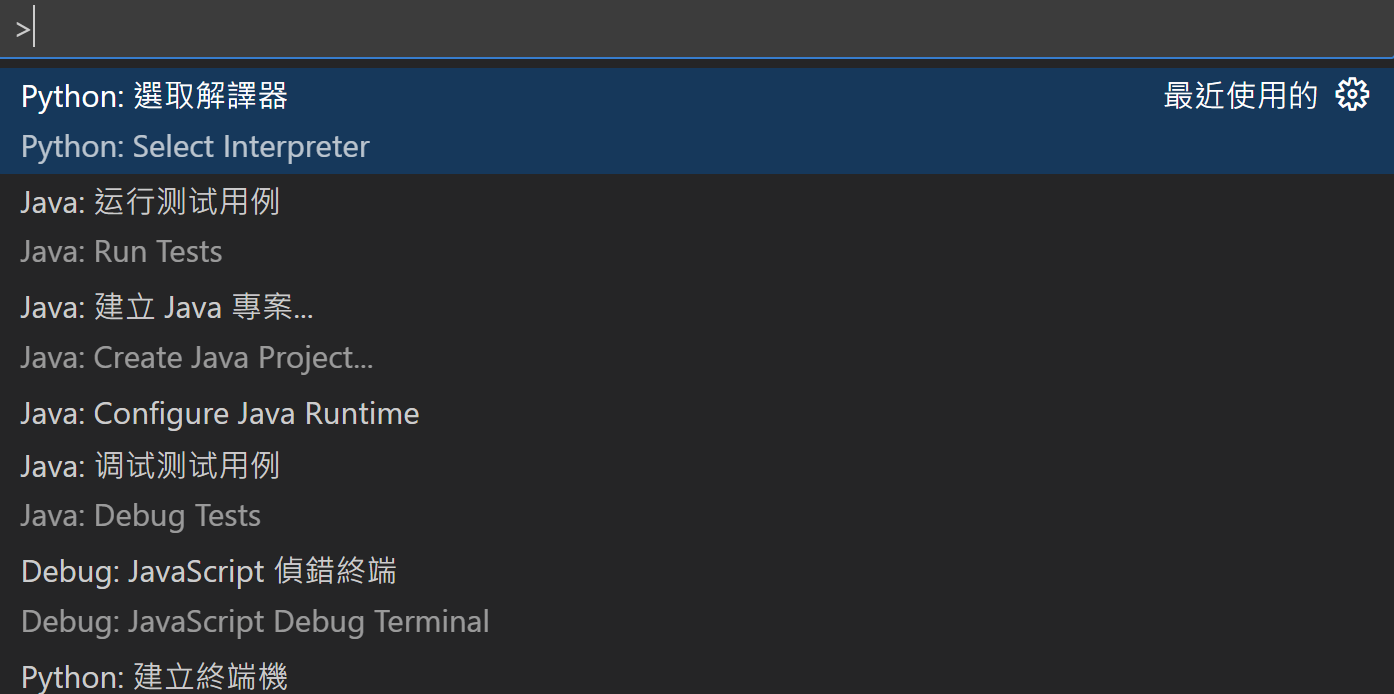 >
Python: 選取解譯器 最近使用的
Python: Select Interpreter
Java: 运行测试用例
Java: Run Tests
Java: 建立 Java 專案...
Java: Create Java Project...
Java: Configure Java Runtime
Java: 调试测试用例
Java: Debug Tests
Debug: JavaScript 偵錯終端
Debug: JavaScript Debug Terminal
Python: 建立終端機